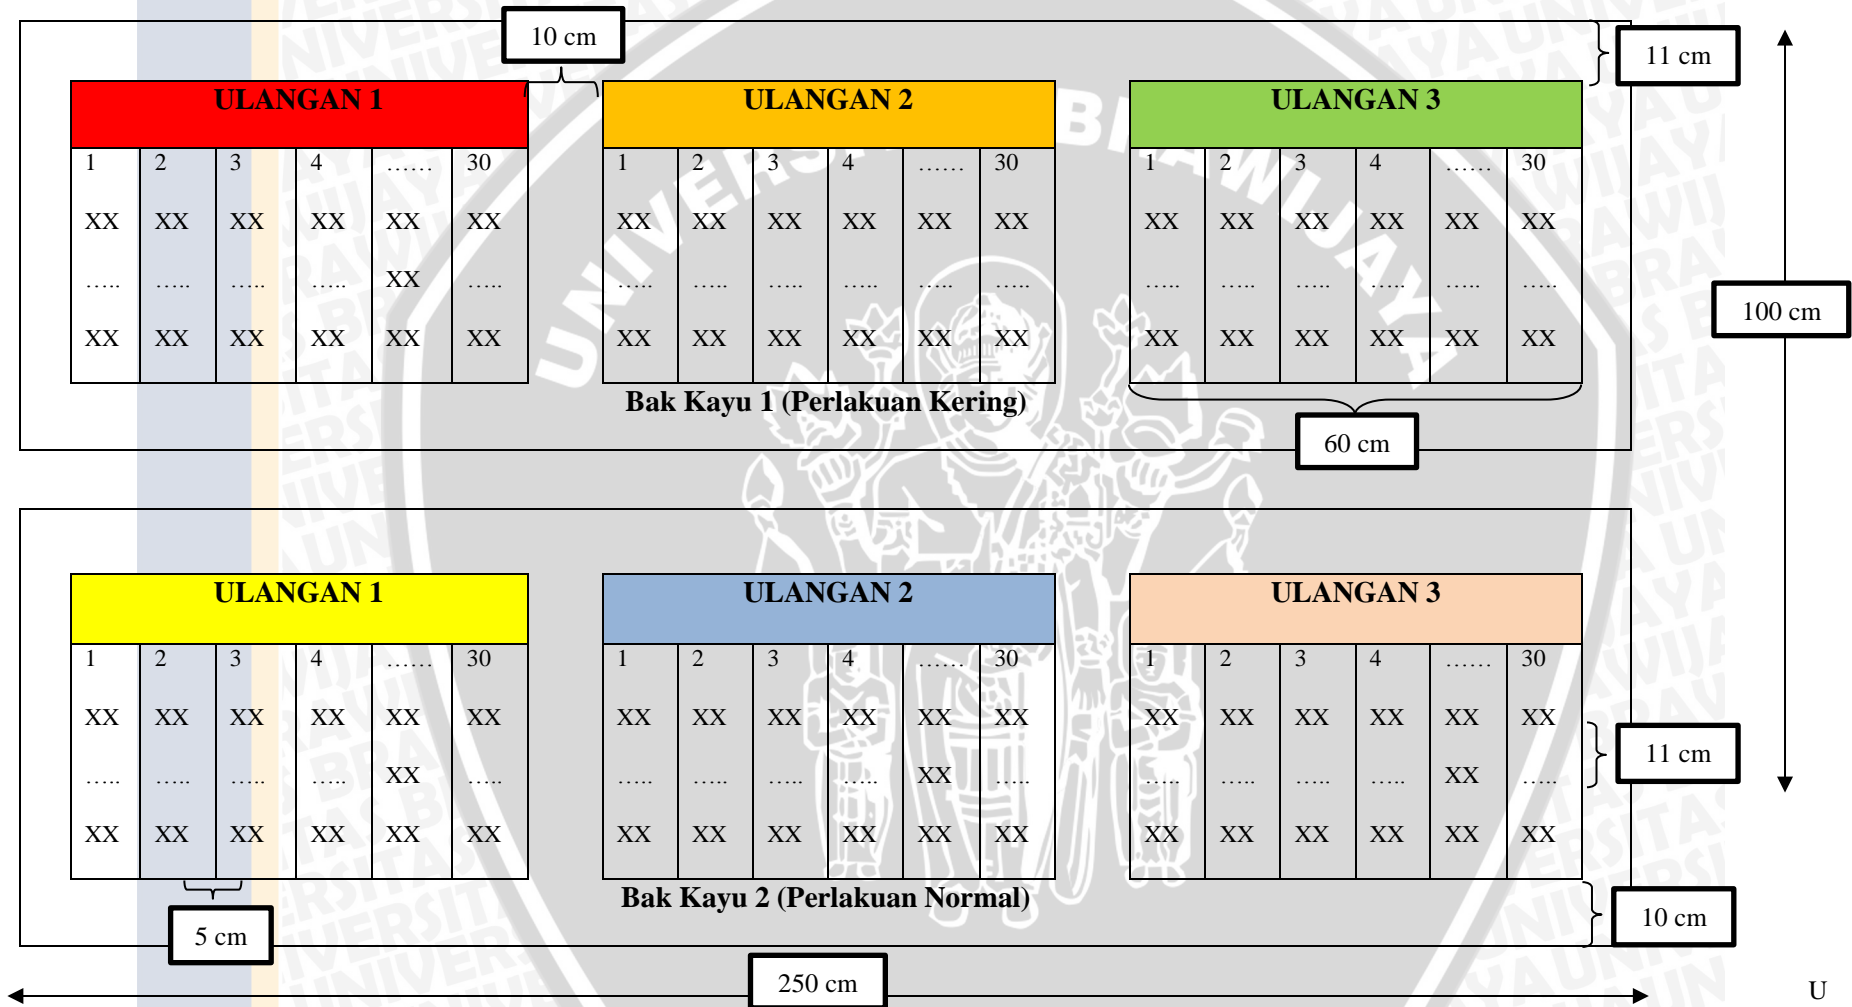 10 cm
11 cm
ULANGAN 1 ULANGAN 2 ULANGAN 3
1 2 3 4 …… 30 1 2 3 4 …… 30 1 2 3 4 …… 30
XX XX XX XX XX XX XX XX XX XX XX XX XX XX XX XX XX XX
….. ….. ….. ….. XX ….. ….. ….. ….. ….. ….. ….. ….. ….. ….. ….. ….. …..
XX XX XX XX XX XX XX XX XX XX XX XX XX XX XX XX XX XX
100 cm
Bak Kayu 1 (Perlakuan Kering)
60 cm
ULANGAN 1 ULANGAN 2 ULANGAN 3
1 2 3 4 …… 30 1 2 3 4 …… 30 1 2 3 4 …… 30
XX XX XX XX XX XX XX XX XX XX XX XX XX XX XX XX XX XX
….. ….. ….. ….. XX ….. ….. ….. ….. ….. XX ….. ….. ….. ….. ….. XX …..
11 cm
XX XX XX XX XX XX XX XX XX XX XX XX XX XX XX XX XX XX
Bak Kayu 2 (Perlakuan Normal)
10 cm
5 cm
250 cm
U
UNIVERSITAS BRAWIJAYA